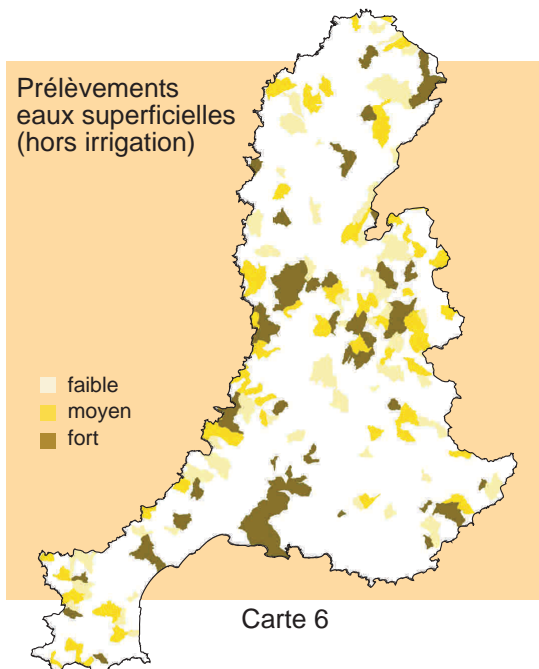 Prélèvements
eaux superficielles
(hors irrigation)
faible
moyen
fort
Carte 6